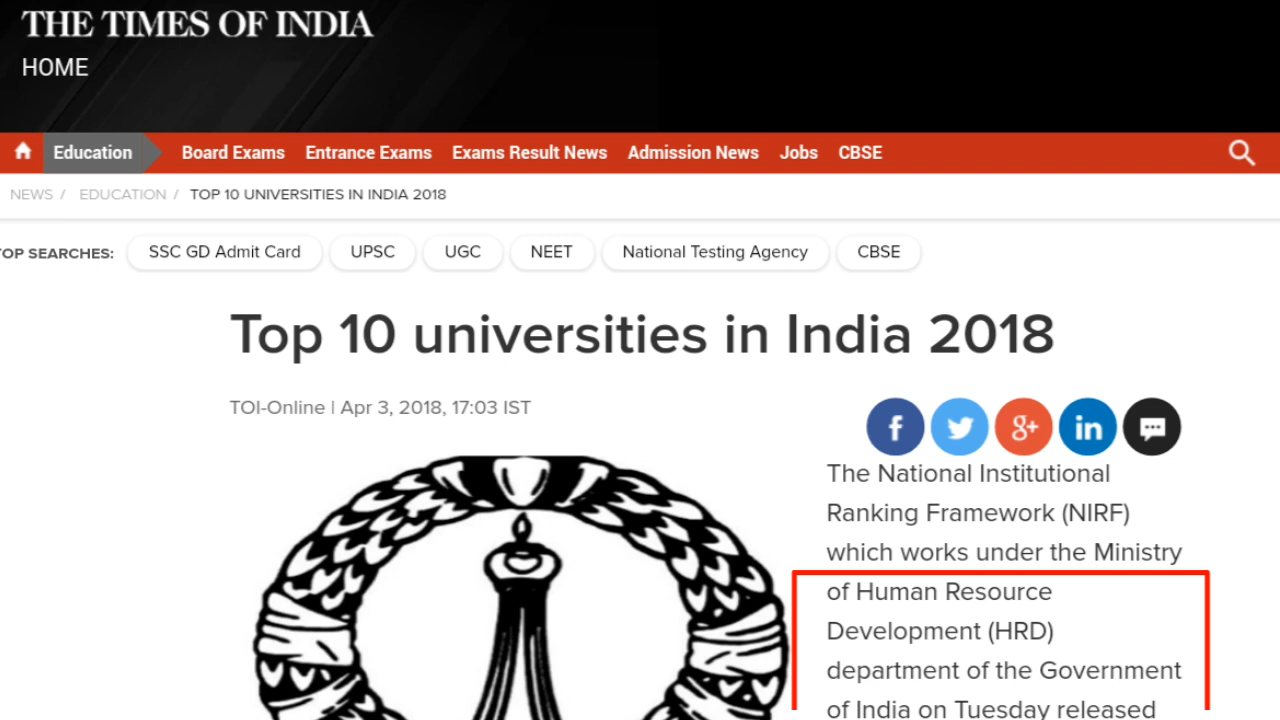 THE TIMES OF INDIA
HOME
Education Board Exams Entrance Exams Exams Result News Admission News Jobs CBSE
NEWS / EDUCATION / TOP 10 UNIVERSITIES IN INDIA 2018
OP SEARCHES: SSC GD Admit Card UPSC UGC NEET National Testing Agency CBSE
Top 10 universities in India 2018
TOI-Online | Apr 3, 2018, 17:03 IST
f g+ in
The National Institutional
Ranking Framework (NIRF)
which works under the Ministry
of Human Resource
Development (HRD)
department of the Government
of India on Tuesday released